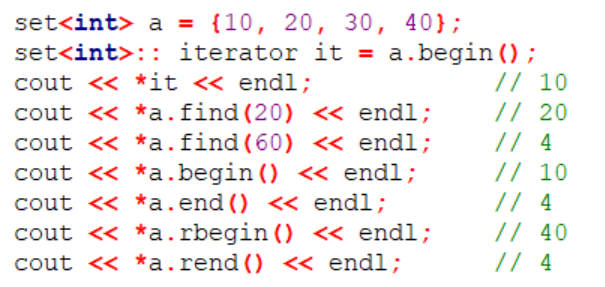 set<int> a = {10, 20, 30, 40};
set<int>:: iterator it = a.begin();
cout << *it << endl; // 10
cout << *a.find(20) << endl; // 20
cout << *a.find(60) << endl; // 4
cout << *a.begin() << endl; // 10
cout << *a.end() << endl; // 4
cout << *a.rbegin() << endl; // 40
cout << *a.rend() << endl; // 4